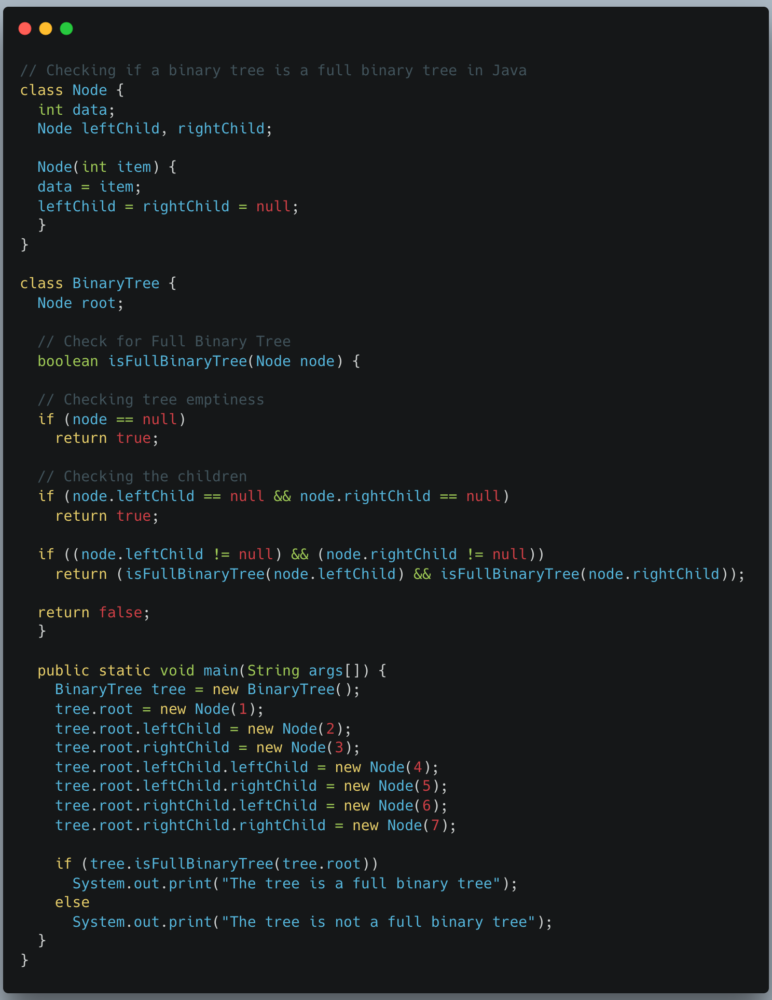 // Checking if a binary tree is a full binary tree in Java
class Node {
  int data;
  Node leftChild, rightChild;

  Node(int item) {
  data = item;
  leftChild = rightChild = null;
  }
}

class BinaryTree {
  Node root;

  // Check for Full Binary Tree
  boolean isFullBinaryTree(Node node) {

  // Checking tree emptiness
  if (node == null)
    return true;

  // Checking the children
  if (node.leftChild == null && node.rightChild == null)
    return true;

  if ((node.leftChild != null) && (node.rightChild != null))
    return (isFullBinaryTree(node.leftChild) && isFullBinaryTree(node.rightChild));

  return false;
  }

  public static void main(String args[]) {
    BinaryTree tree = new BinaryTree();
    tree.root = new Node(1);
    tree.root.leftChild = new Node(2);
    tree.root.rightChild = new Node(3);
    tree.root.leftChild.leftChild = new Node(4);
    tree.root.leftChild.rightChild = new Node(5);
    tree.root.rightChild.leftChild = new Node(6);
    tree.root.rightChild.rightChild = new Node(7);

    if (tree.isFullBinaryTree(tree.root))
      System.out.print("The tree is a full binary tree");
    else
      System.out.print("The tree is not a full binary tree");
  }
}